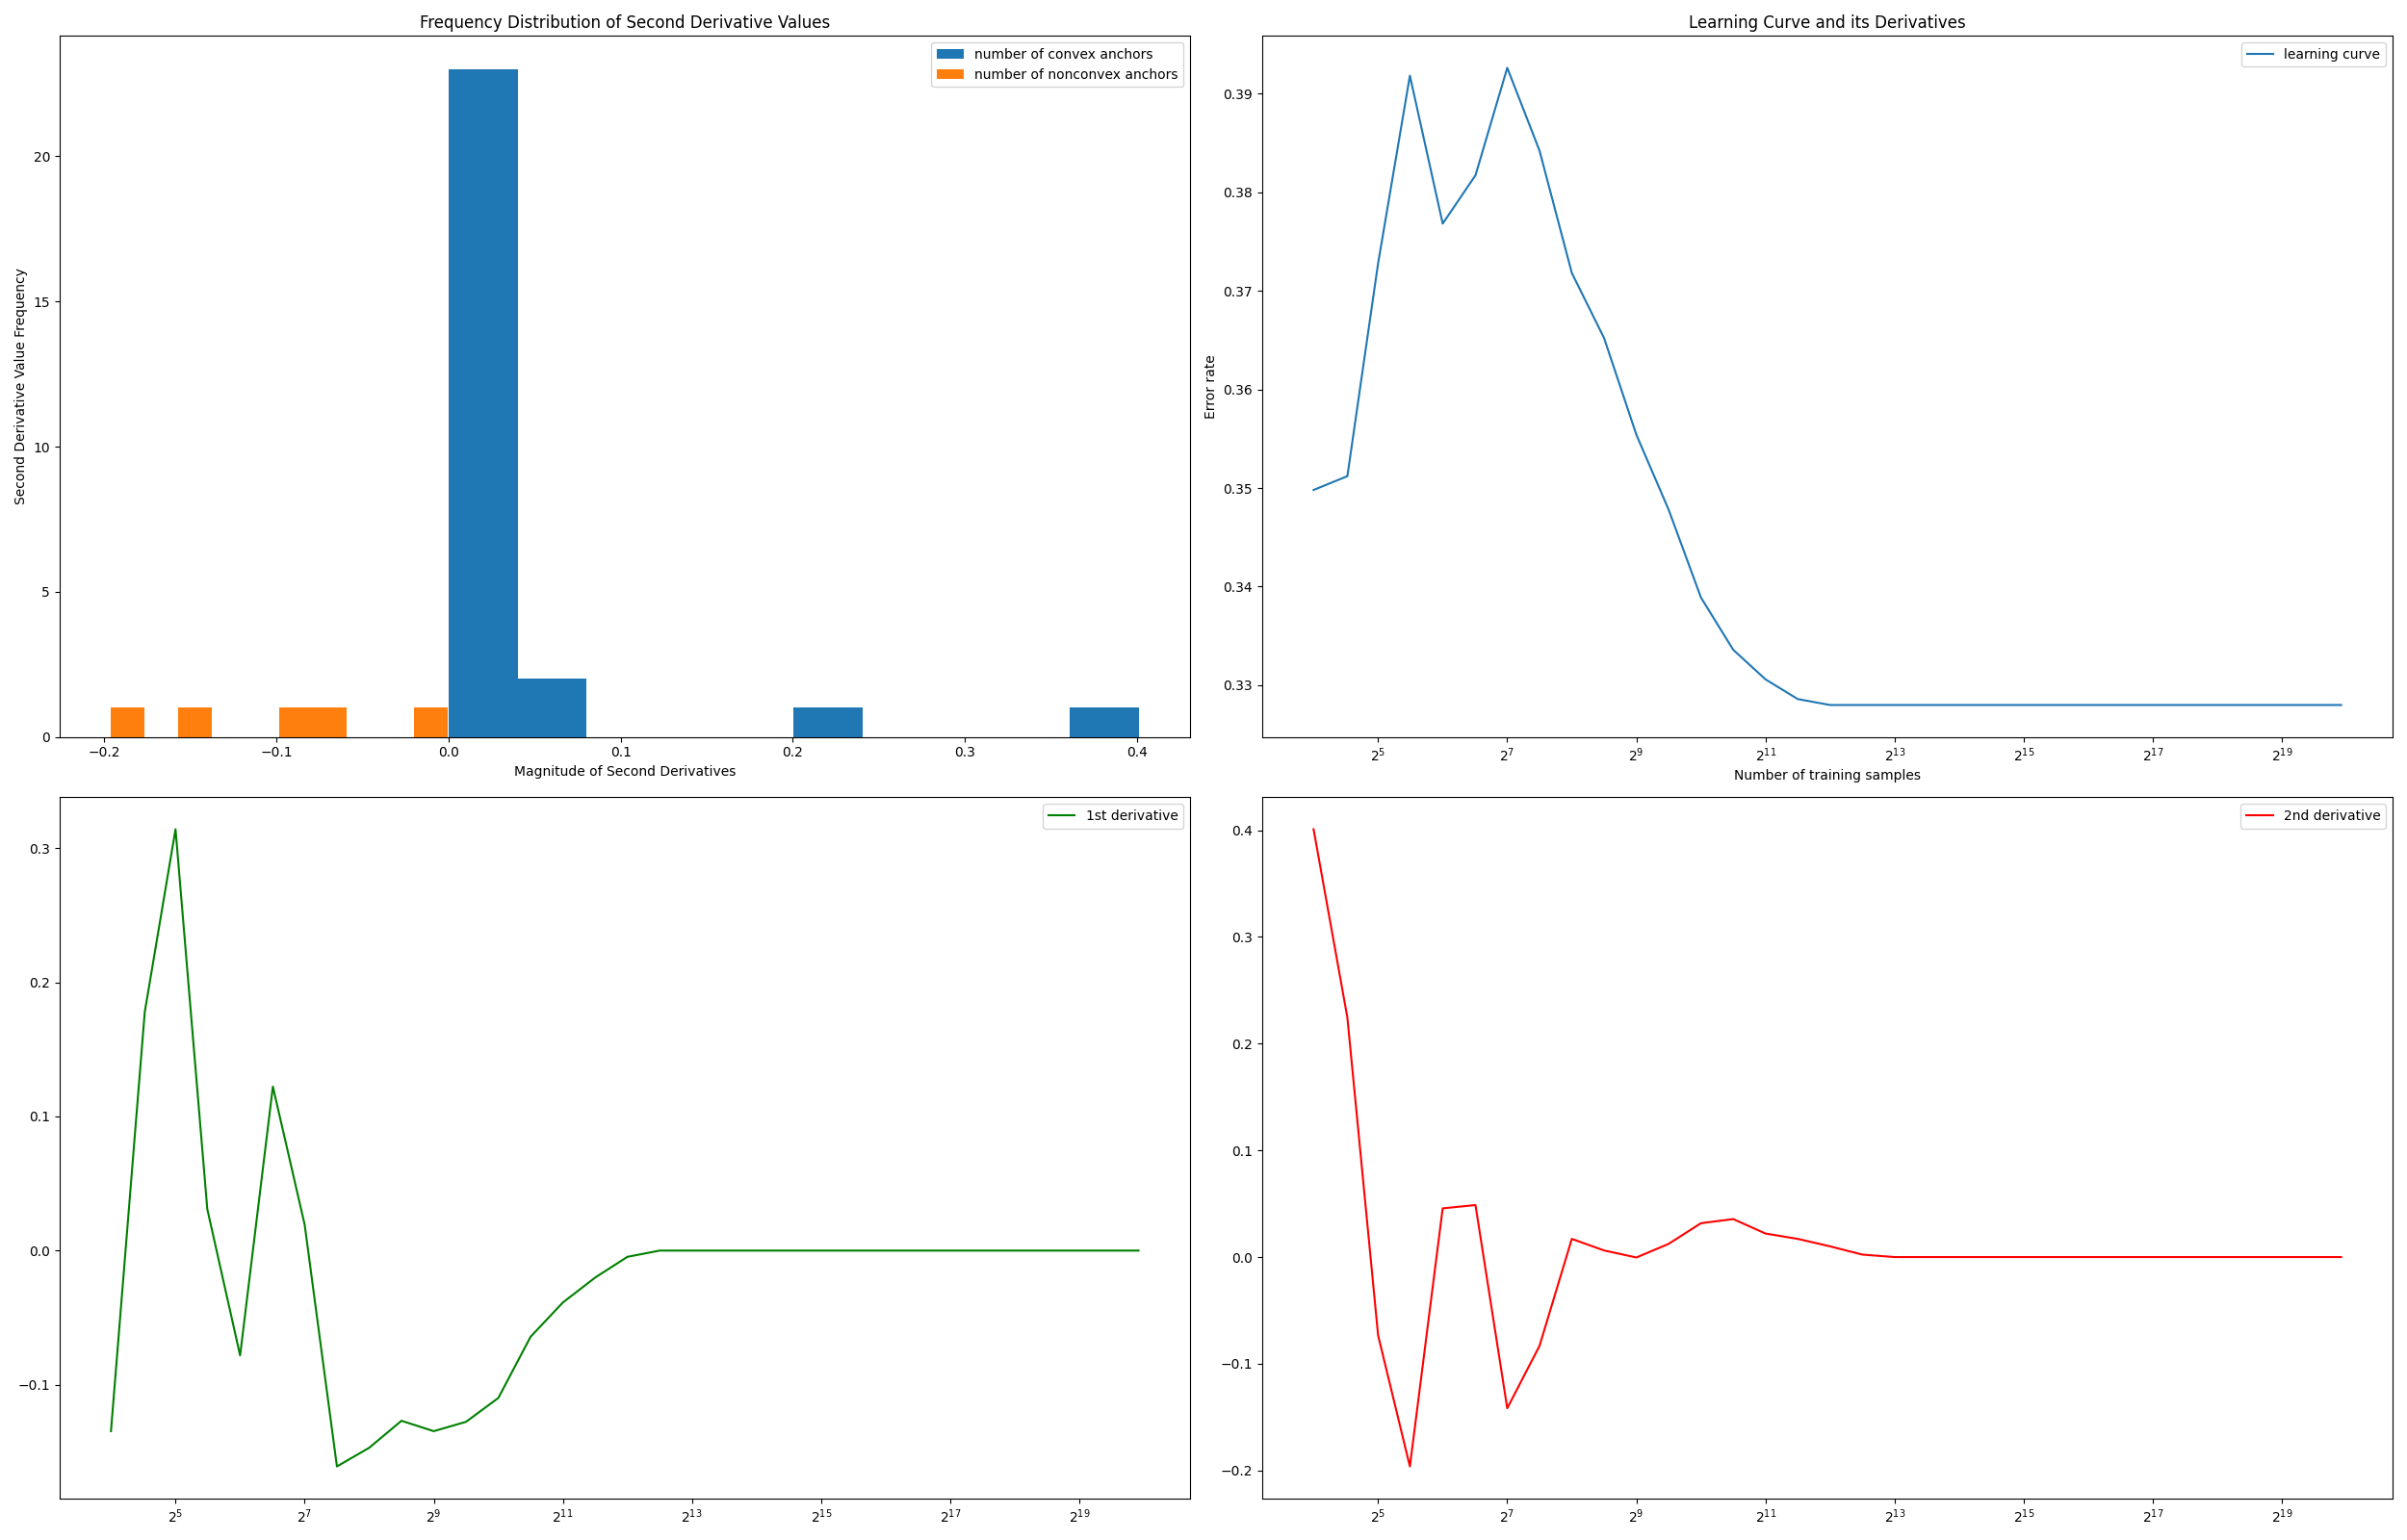 Frequency Distribution of Second Derivative Values
number of convex anchors
number of nonconvex anchors
Second Derivative Value Frequency
20
15
10
5
0
−0.2 −0.1 0.0 0.1 0.2 0.3 0.4
Magnitude of Second Derivatives
Learning Curve and its Derivatives
learning curve
Error rate
0.39
0.38
0.37
0.36
0.35
0.34
0.33
2^5 2^7 2^9 2^11 2^13 2^15 2^17 2^19
Number of training samples
1st derivative
0.3
0.2
0.1
0.0
−0.1
2^5 2^7 2^9 2^11 2^13 2^15 2^17 2^19
2nd derivative
0.4
0.3
0.2
0.1
0.0
−0.1
−0.2
2^5 2^7 2^9 2^11 2^13 2^15 2^17 2^19